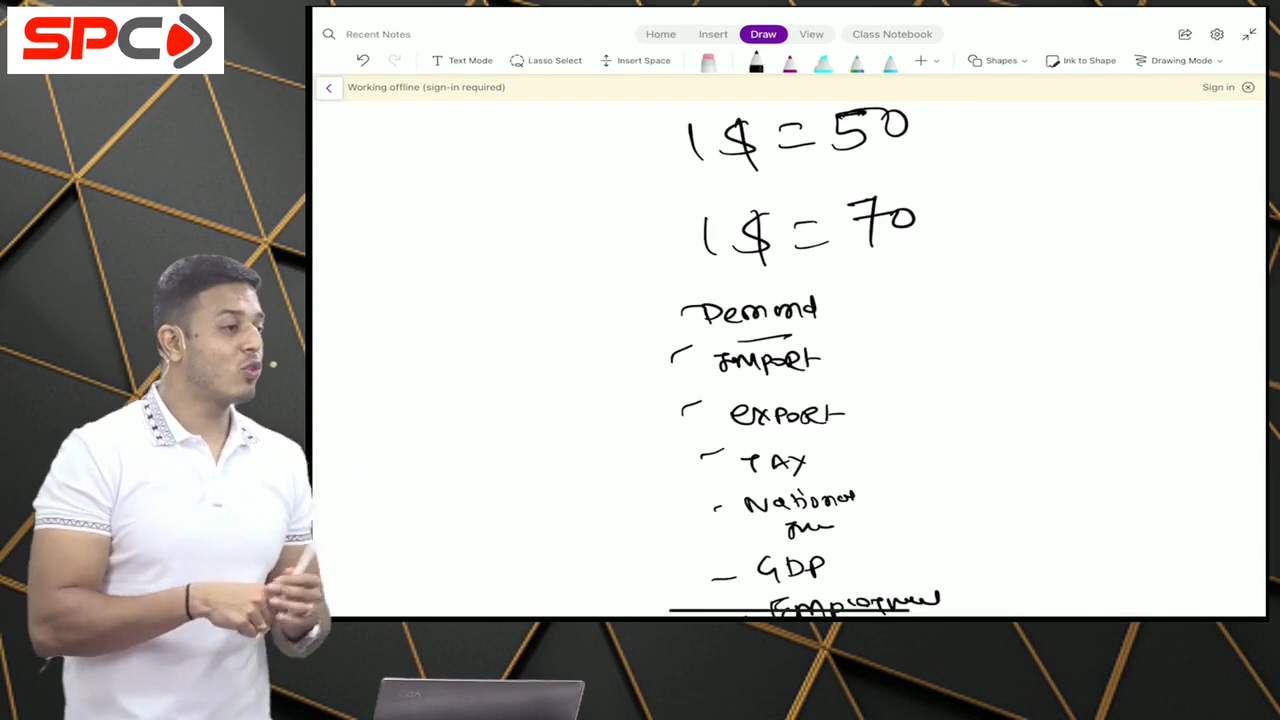 SPC
Recent Notes
Home Insert Draw View Class Notebook
Text Mode Lasso Select Insert Space Shapes Ink to Shape Drawing Mode
Working offline (sign-in required) Sign in
1 $ = 50
1 $ = 70
Demand
Import
Export
TAX
National
GDP